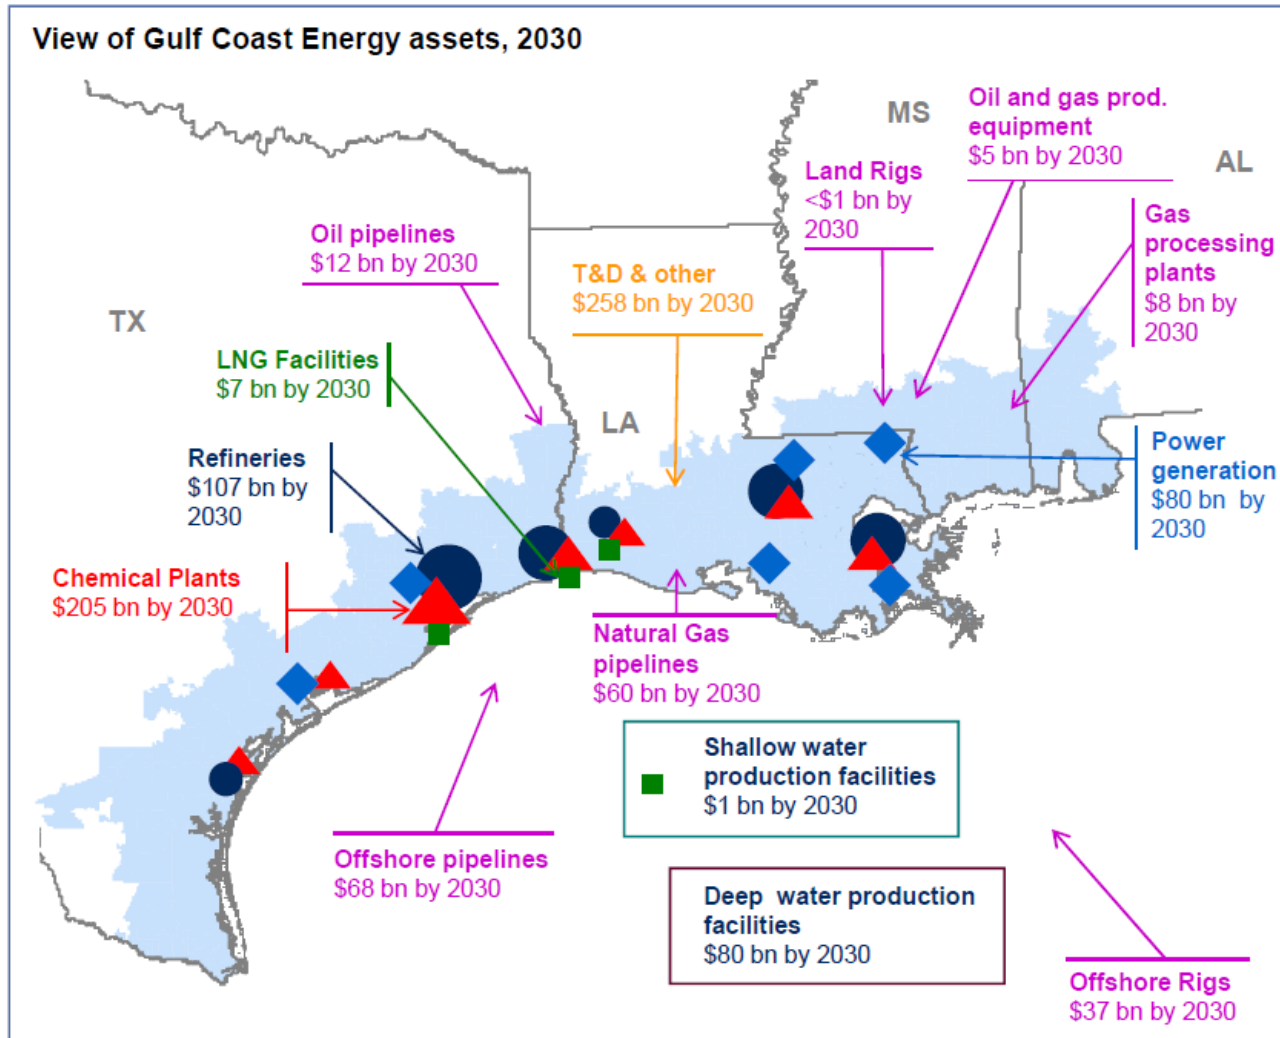 View of Gulf Coast Energy assets, 2030
MS
Oil and gas prod.
equipment
$5 bn by 2030
AL
Land Rigs
<$1 bn by
2030
Gas
processing
plants
$8 bn by
2030
Oil pipelines
$12 bn by 2030
T&D & other
$258 bn by 2030
TX
LNG Facilities
$7 bn by 2030
LA
Refineries
$107 bn by
2030
Power
generation
$80 bn by
2030
Chemical Plants
$205 bn by 2030
Natural Gas
pipelines
$60 bn by 2030
Shallow water
production facilities
$1 bn by 2030
Offshore pipelines
$68 bn by 2030
Deep water production
facilities
$80 bn by 2030
Offshore Rigs
$37 bn by 2030